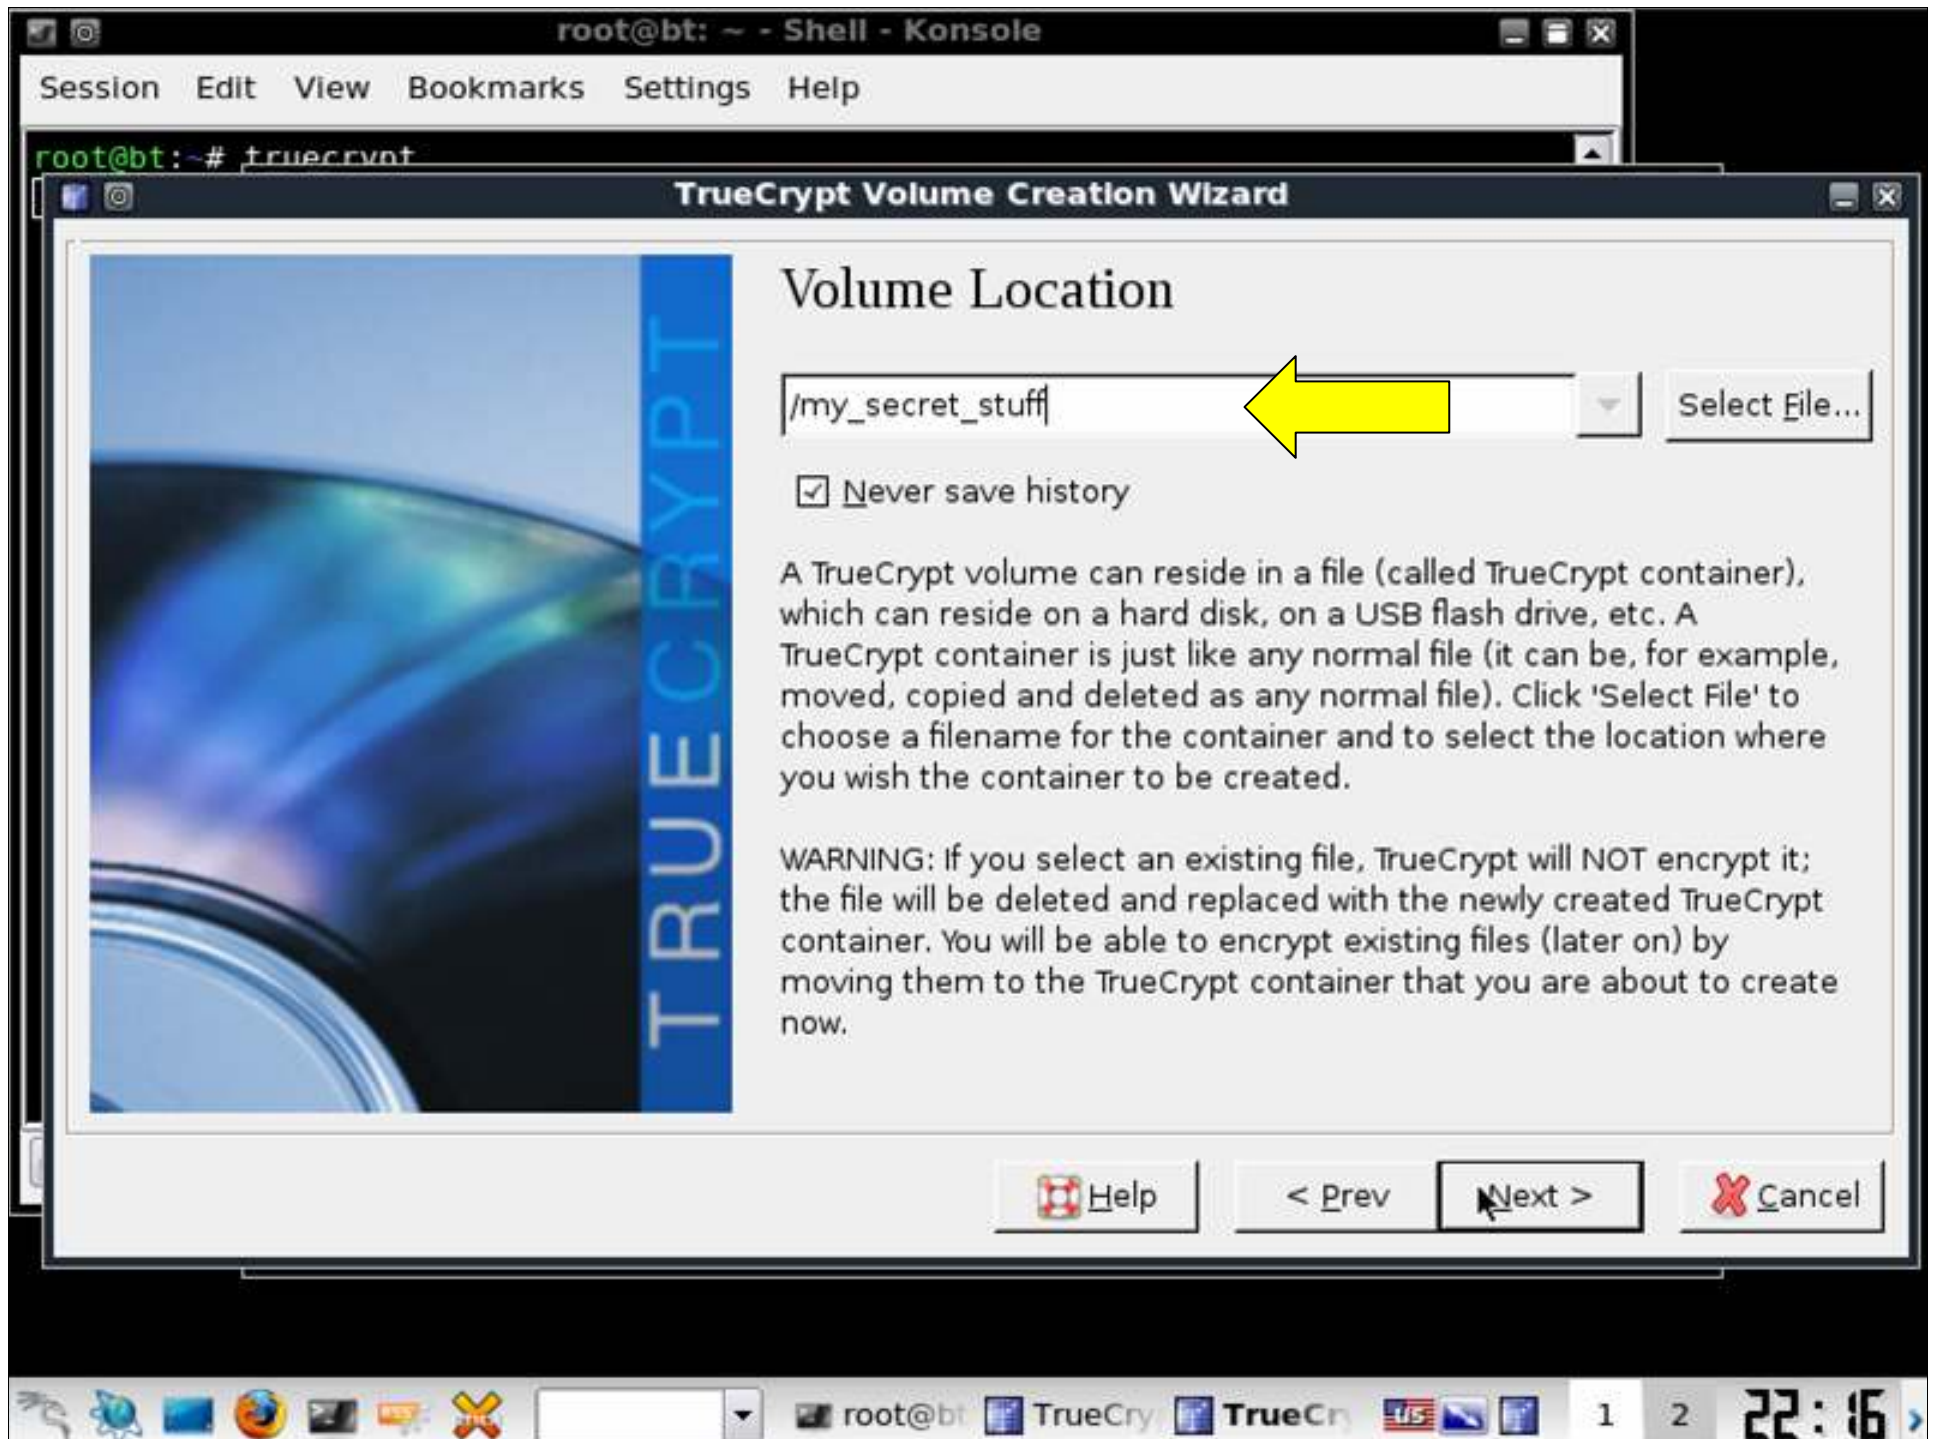 root@bt: ~ - Shell - Konsole
Session Edit View Bookmarks Settings Help
root@bt:~# truecrypt
TrueCrypt Volume Creation Wizard
TRUECRYPT
Volume Location
/my_secret_stuff
Select File...
Never save history
A TrueCrypt volume can reside in a file (called TrueCrypt container),
which can reside on a hard disk, on a USB flash drive, etc. A
TrueCrypt container is just like any normal file (it can be, for example,
moved, copied and deleted as any normal file). Click 'Select File' to
choose a filename for the container and to select the location where
you wish the container to be created.
WARNING: If you select an existing file, TrueCrypt will NOT encrypt it;
the file will be deleted and replaced with the newly created TrueCrypt
container. You will be able to encrypt existing files (later on) by
moving them to the TrueCrypt container that you are about to create
now.
Help < Prev Next > Cancel
root@bt TrueCry TrueCr us 1 2 22:16